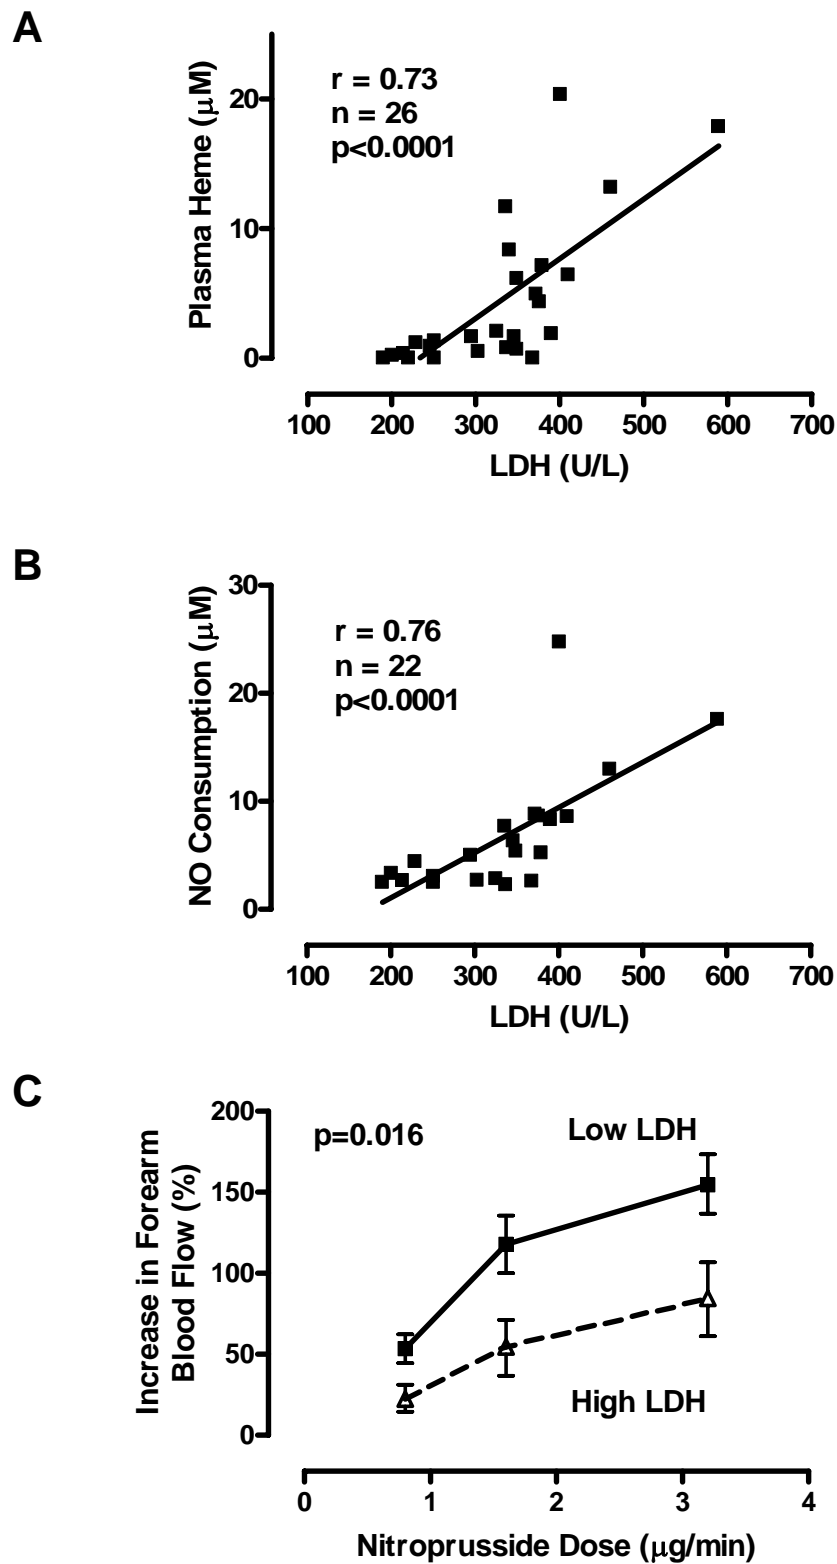 A
Plasma Heme (μM)
20
10
0
r = 0.73
n = 26
p<0.0001
100 200 300 400 500 600 700
LDH (U/L)
B
NO Consumption (μM)
30
20
10
0
r = 0.76
n = 22
p<0.0001
100 200 300 400 500 600 700
LDH (U/L)
C
Increase in Forearm
Blood Flow (%)
200
150
100
50
0
p=0.016
Low LDH
High LDH
0 1 2 3 4
Nitroprusside Dose (μg/min)